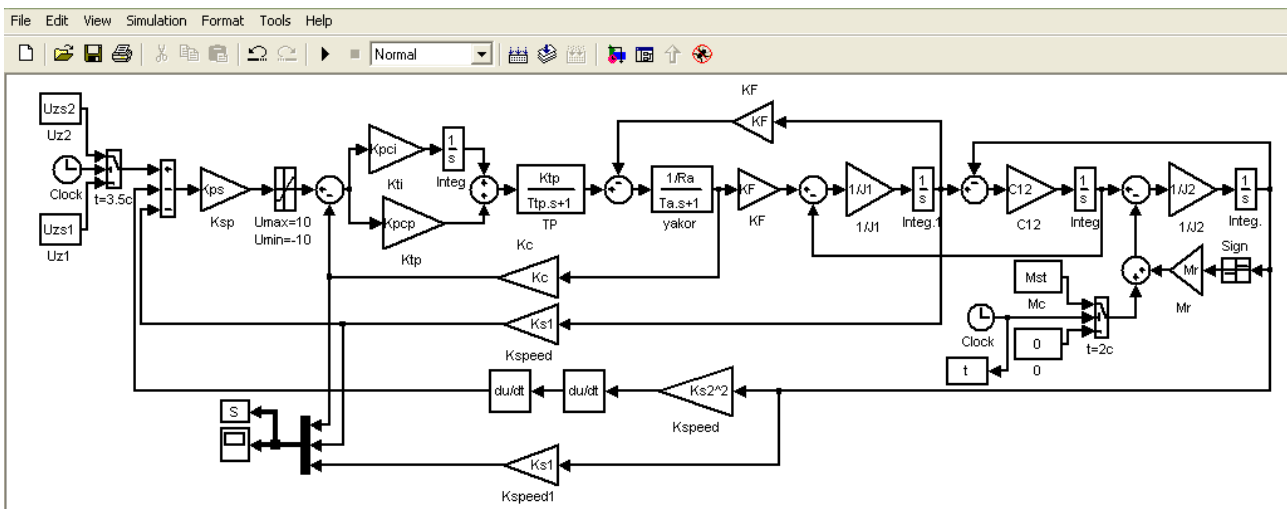 File Edit View Simulation Format Tools Help
Normal
Uzs2
Uz2
Clock
t=3.5c
Uzs1
Uz1
Kps
Ksp
Umax=10
Umin=-10
Kpci
Kti
1
s
Integ
Kpcp
Ktp
Ktp
Ttp.s+1
TP
KF
KF
1/Ra
Ta.s+1
yakor
KF
KF
1/J1
1/J1
1
s
Integ.1
C12
C12
1
s
Integ
1/J2
1/J2
1
s
Integ.
Sign
Mr
Mr
Kc
Kc
Mst
Mc
Clock
t=2c
0
0
t
Ks1
Kspeed
du/dt
du/dt
Ks2^2
Kspeed
S
Ks1
Kspeed1